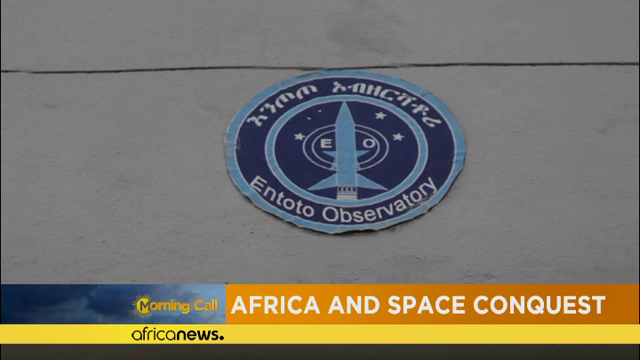 እንጦጦ ኦብዘርቫቶሪ
E O
Entoto Observatory
Morning Call
AFRICA AND SPACE CONQUEST
africanews.